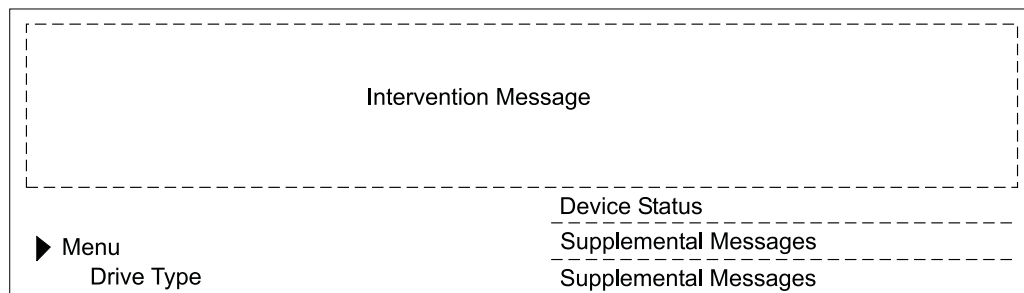 Intervention Message
Device Status
Menu
Supplemental Messages
Drive Type
Supplemental Messages